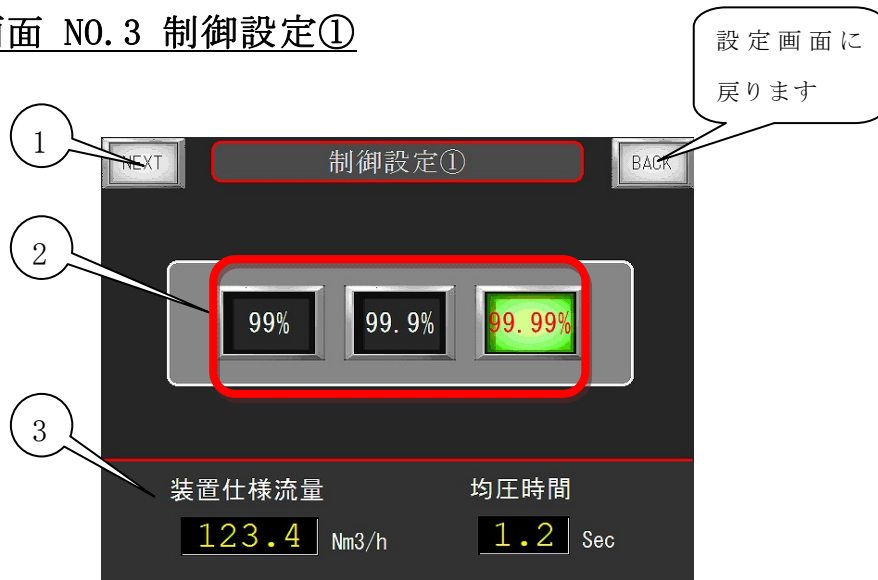 画面 NO.3 制御設定①
設定画面に
戻ります
1
NEXT
制御設定①
BACK
2
99%
99.9%
99.99%
3
装置仕様流量
均圧時間
123.4 Nm3/h
1.2 Sec